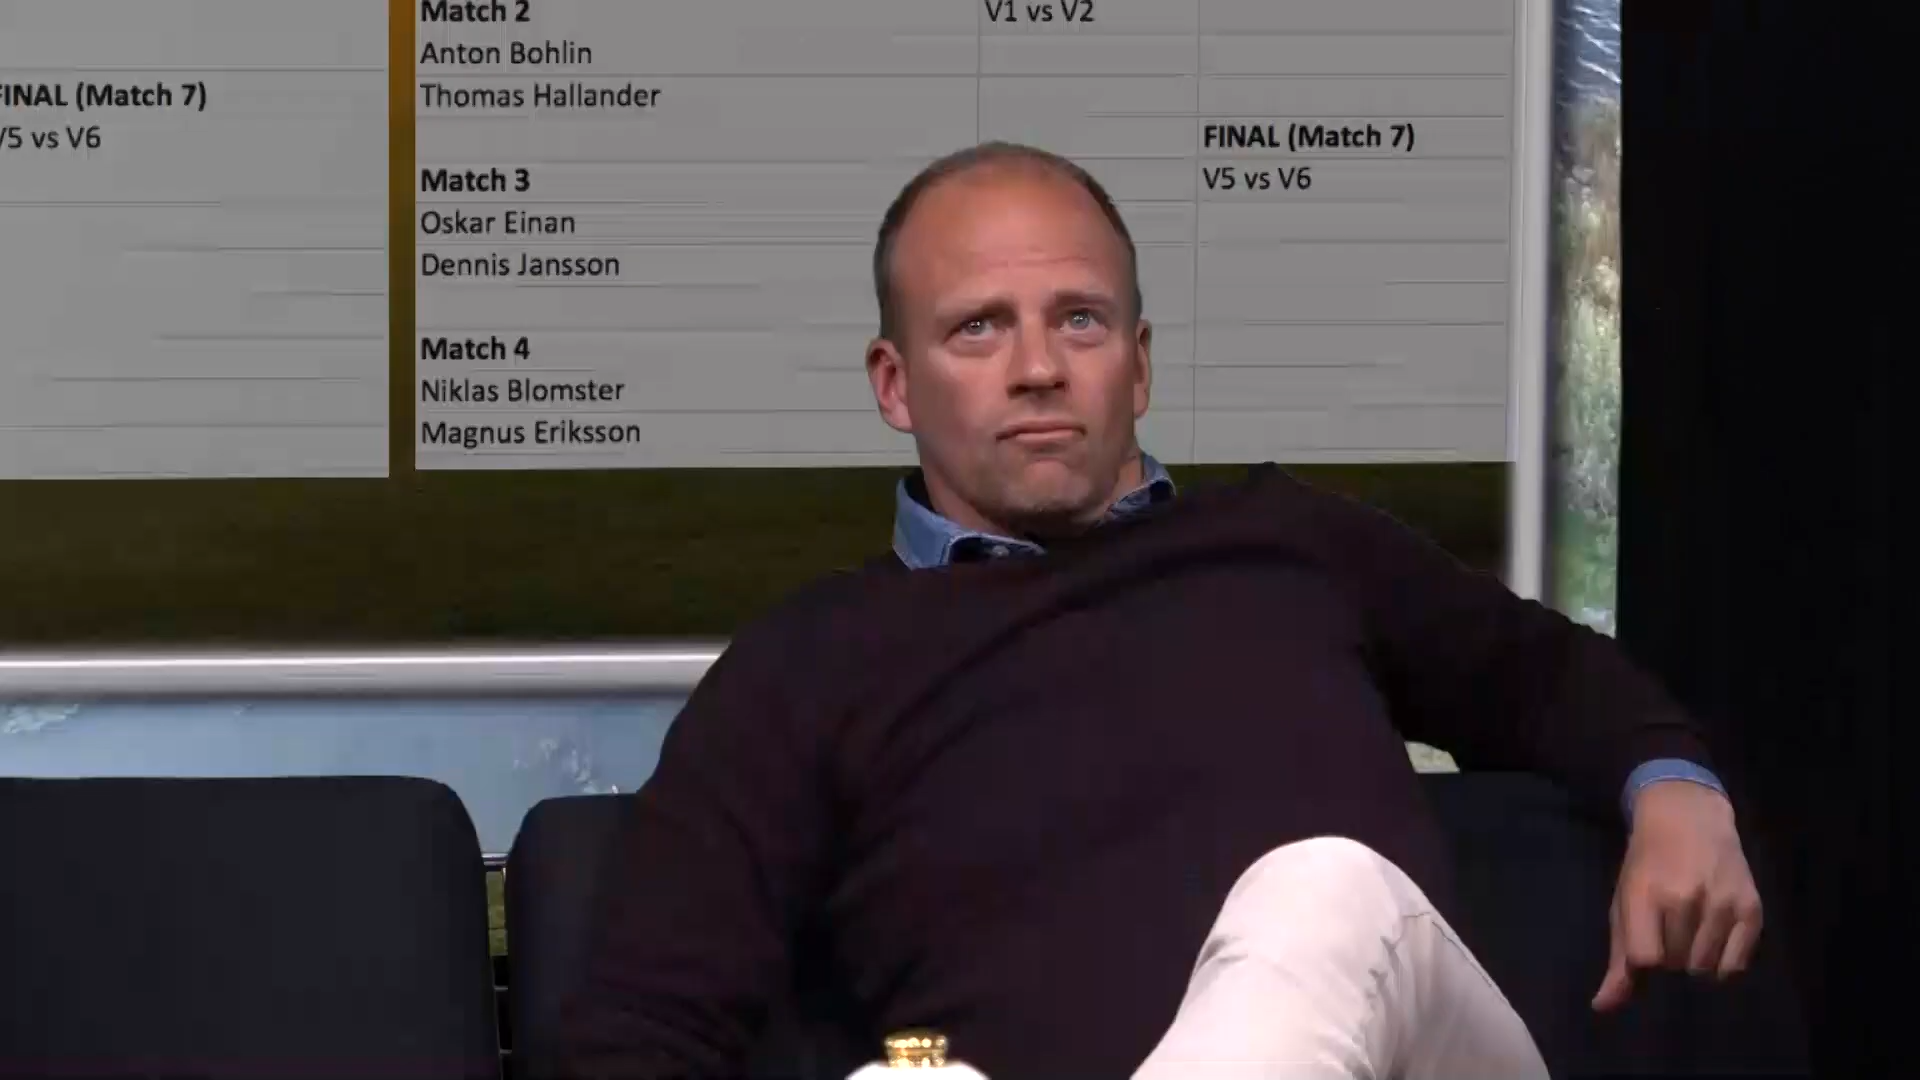 FINAL (Match 7)
V5 vs V6
Match 2
Anton Bohlin
Thomas Hallander
V1 vs V2
Match 3
Oskar Einan
Dennis Jansson
Match 4
Niklas Blomster
Magnus Eriksson
FINAL (Match 7)
V5 vs V6